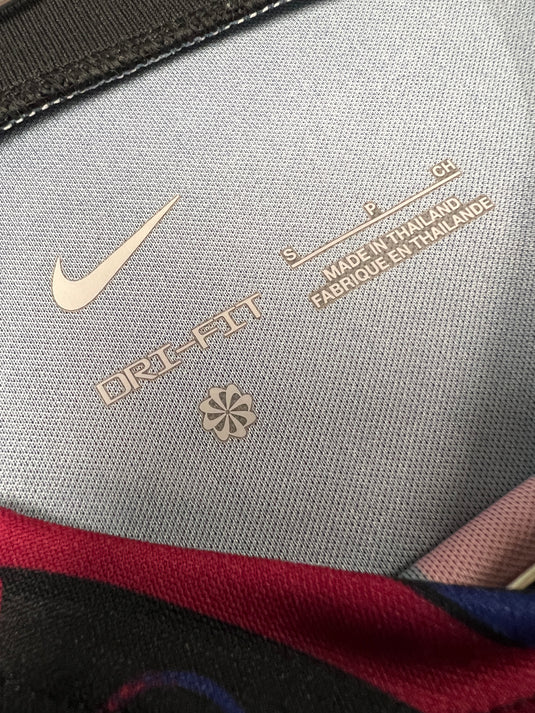 S P CH
MADE IN THAILAND
FABRIQUE EN THAILANDE
DRI-FIT